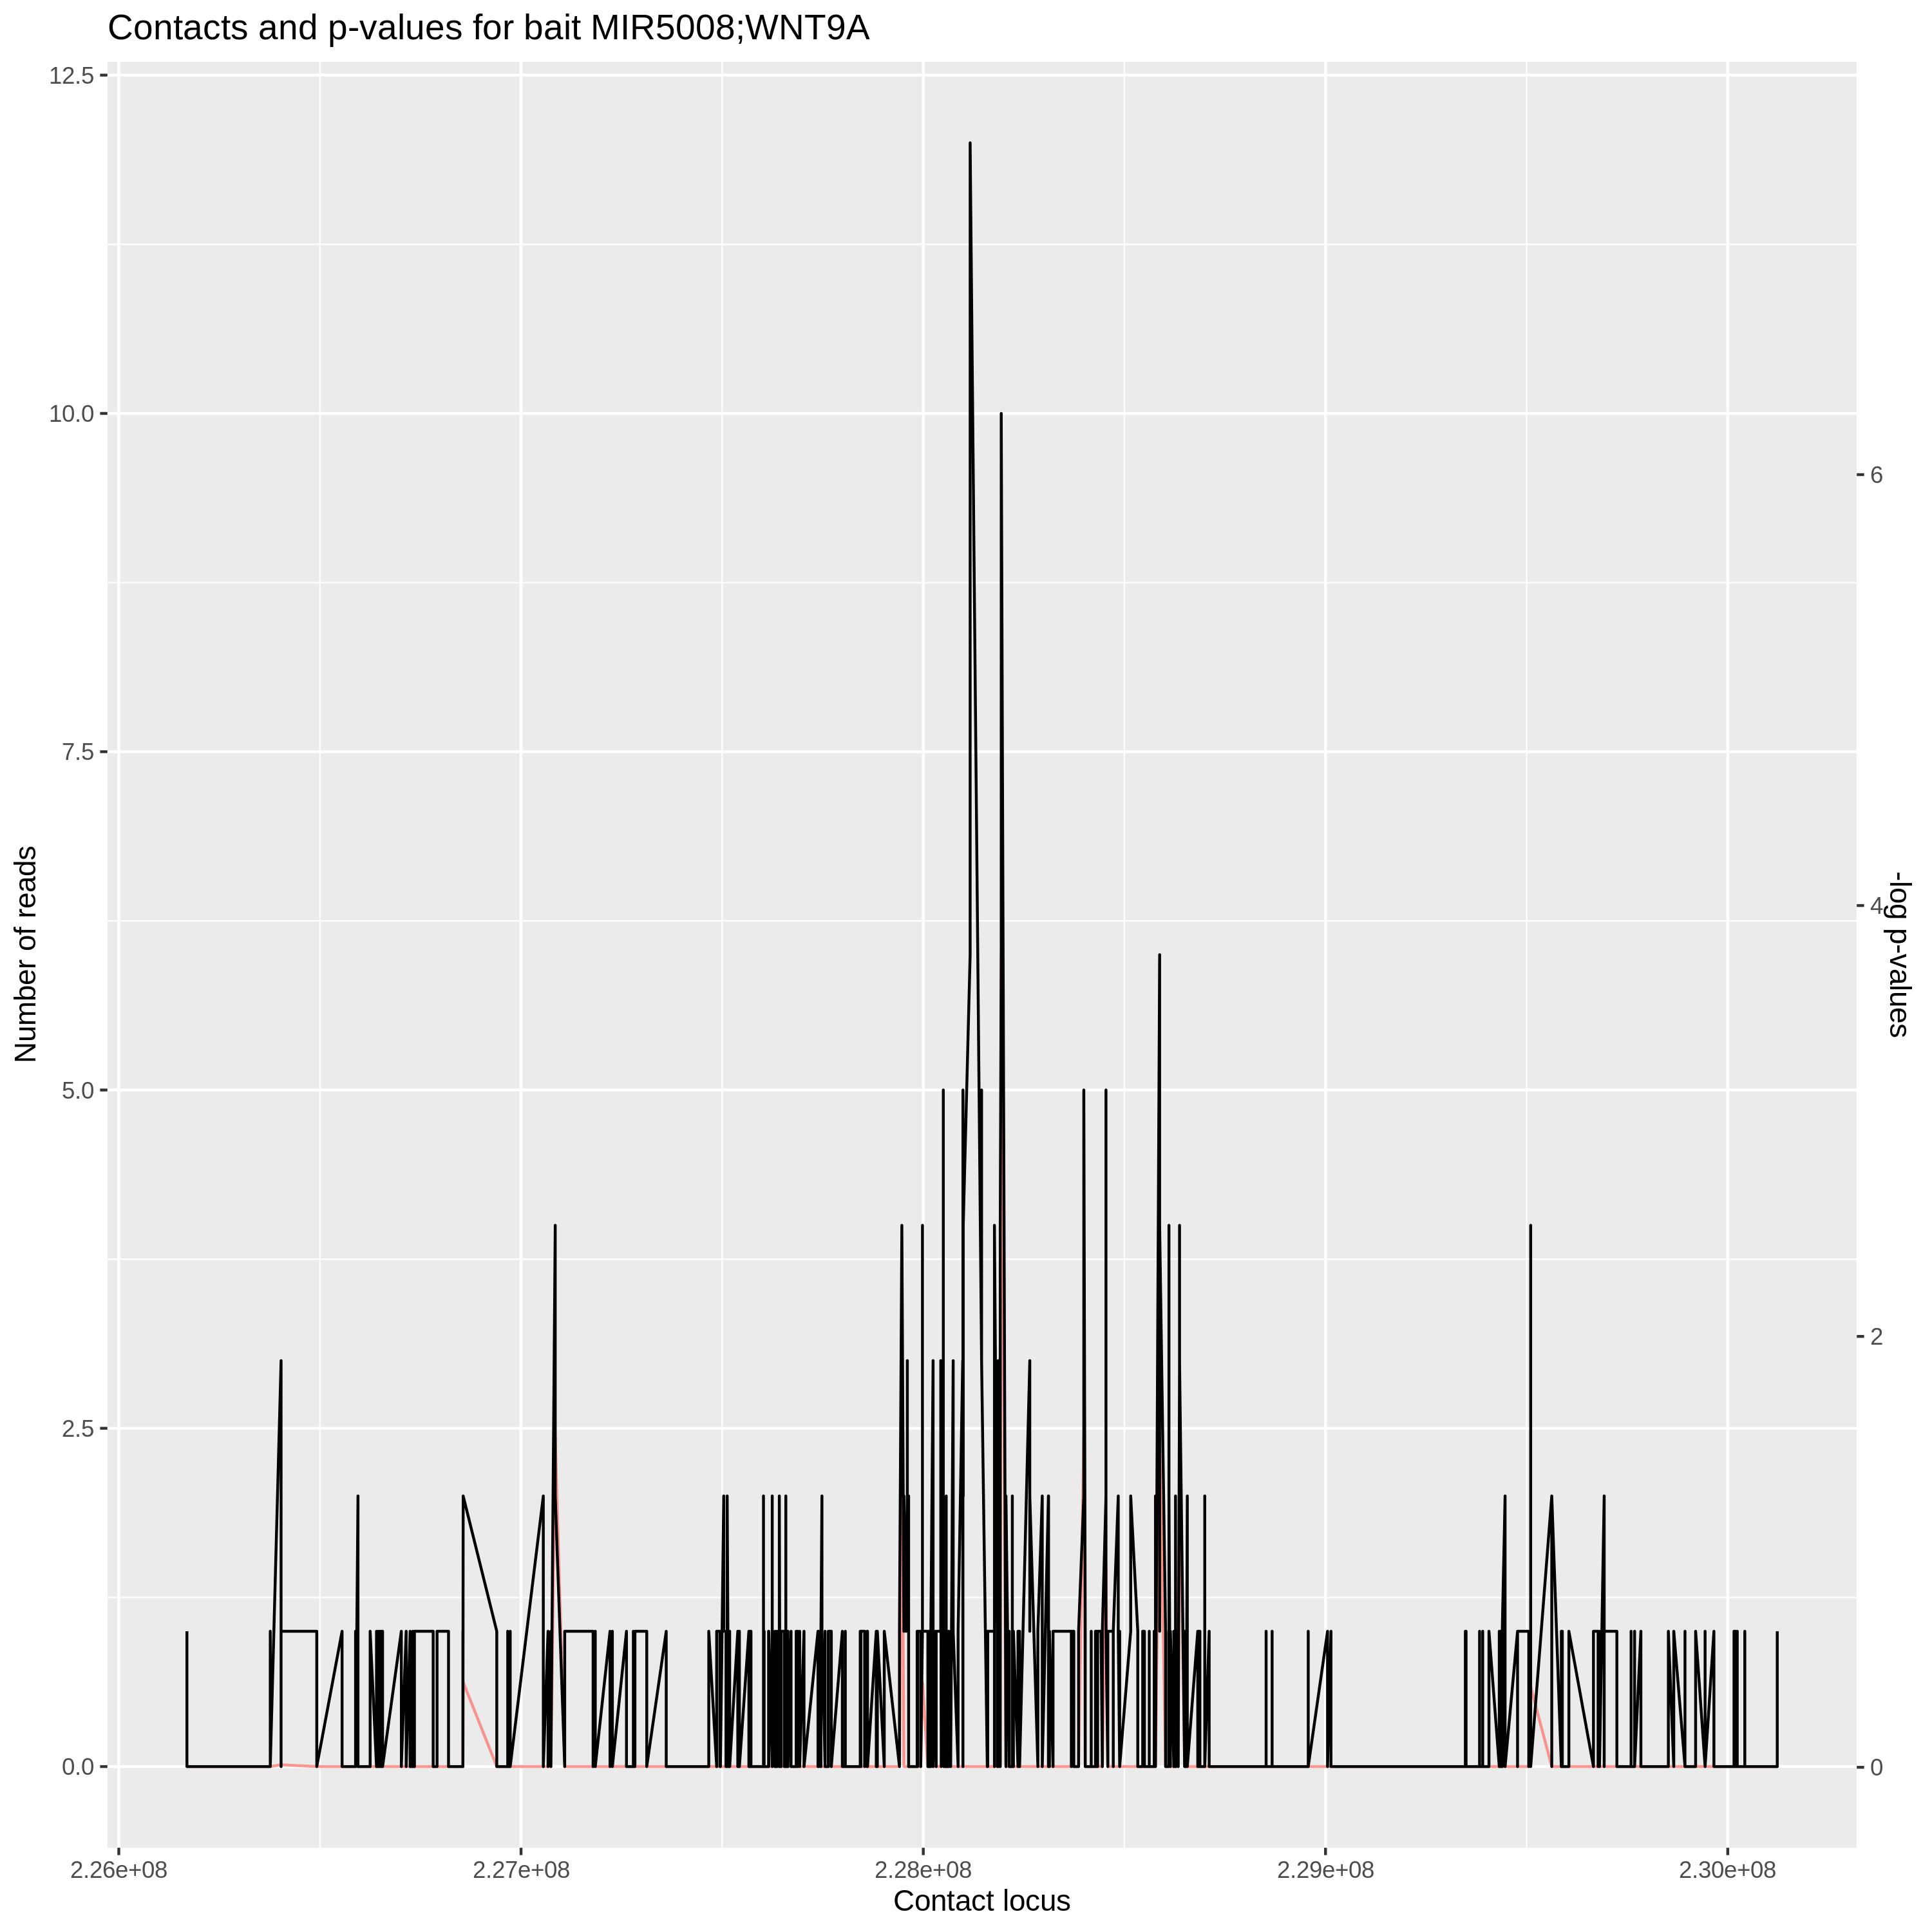 Contacts and p-values for bait MIR5008;WNT9A
12.5
10.0
7.5
5.0
2.5
0.0
Number of reads
6
4
2
0
-log p-values
2.26e+08
2.27e+08
2.28e+08
2.29e+08
2.30e+08
Contact locus